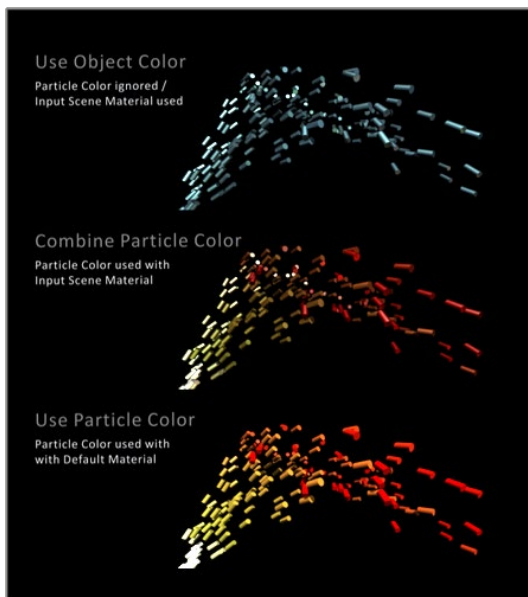 Use Object Color
Particle Color ignored /
Input Scene Material used
Combine Particle Color
Particle Color used with
Input Scene Material
Use Particle Color
Particle Color used with
with Default Material